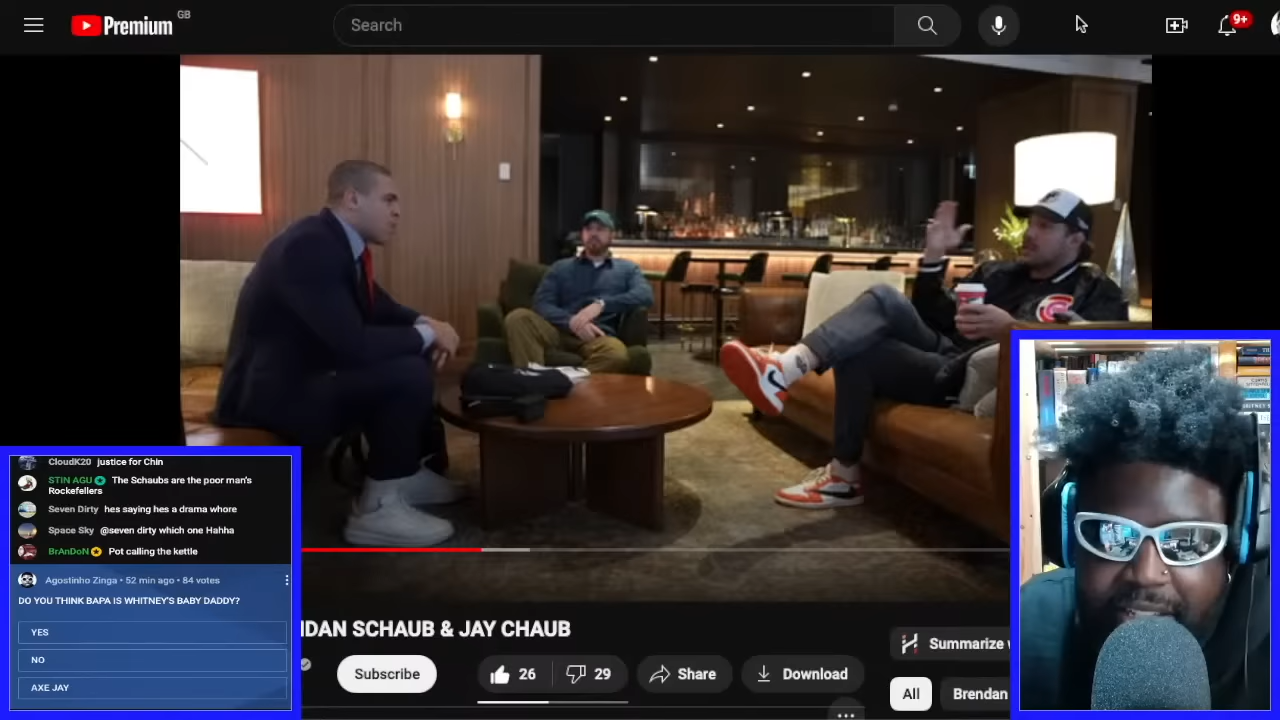 Premium GB
Search
9+
CloudK20 justice for Chin
STIN AGU The Schaubs are the poor man's
Rockefellers
Seven Dirty hes saying hes a drama whore
Space Sky @seven dirty which one Hahha
BrAnDoN Pot calling the kettle
Agostinho Zinga • 52 min ago • 84 votes
DO YOU THINK BAPA IS WHITNEY'S BABY DADDY?
YES
NO
AXE JAY
IDAN SCHAUB & JAY CHAUB
Subscribe
26
29
Share
Download
Summarize
All
Brendan